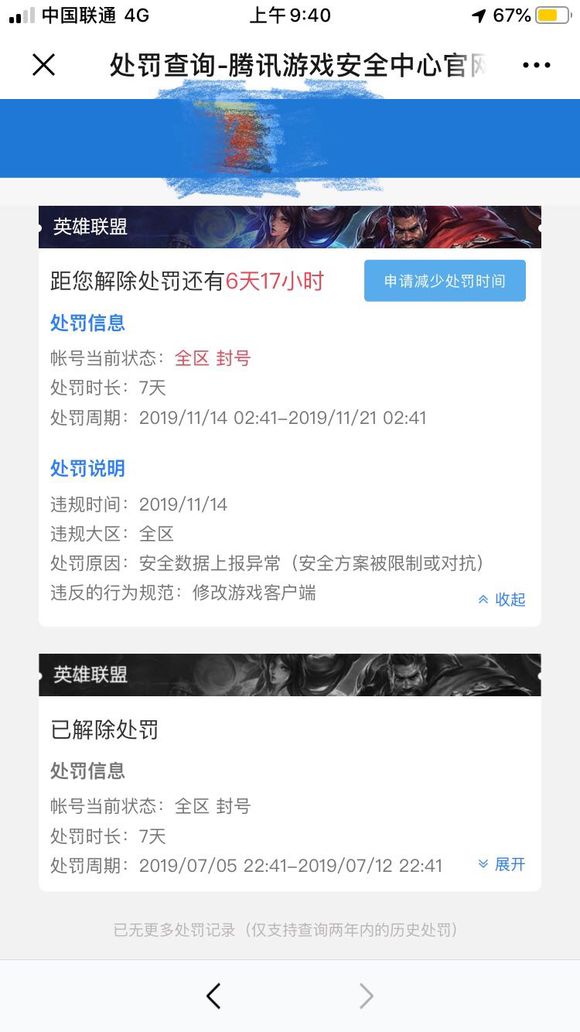 中国联通 4G
上午9:40
67%
处罚查询-腾讯游戏安全中心官
英雄联盟
距您解除处罚还有6天17小时
申请减少处罚时间
处罚信息
帐号当前状态：全区 封号
处罚时长：7天
处罚周期：2019/11/14 02:41-2019/11/21 02:41
处罚说明
违规时间：2019/11/14
违规大区：全区
处罚原因：安全数据上报异常（安全方案被限制或对抗）
违反的行为规范：修改游戏客户端
收起
英雄联盟
已解除处罚
处罚信息
帐号当前状态：全区 封号
处罚时长：7天
处罚周期：2019/07/05 22:41-2019/07/12 22:41
展开
已无更多处罚记录（仅支持查询两年内的历史处罚）